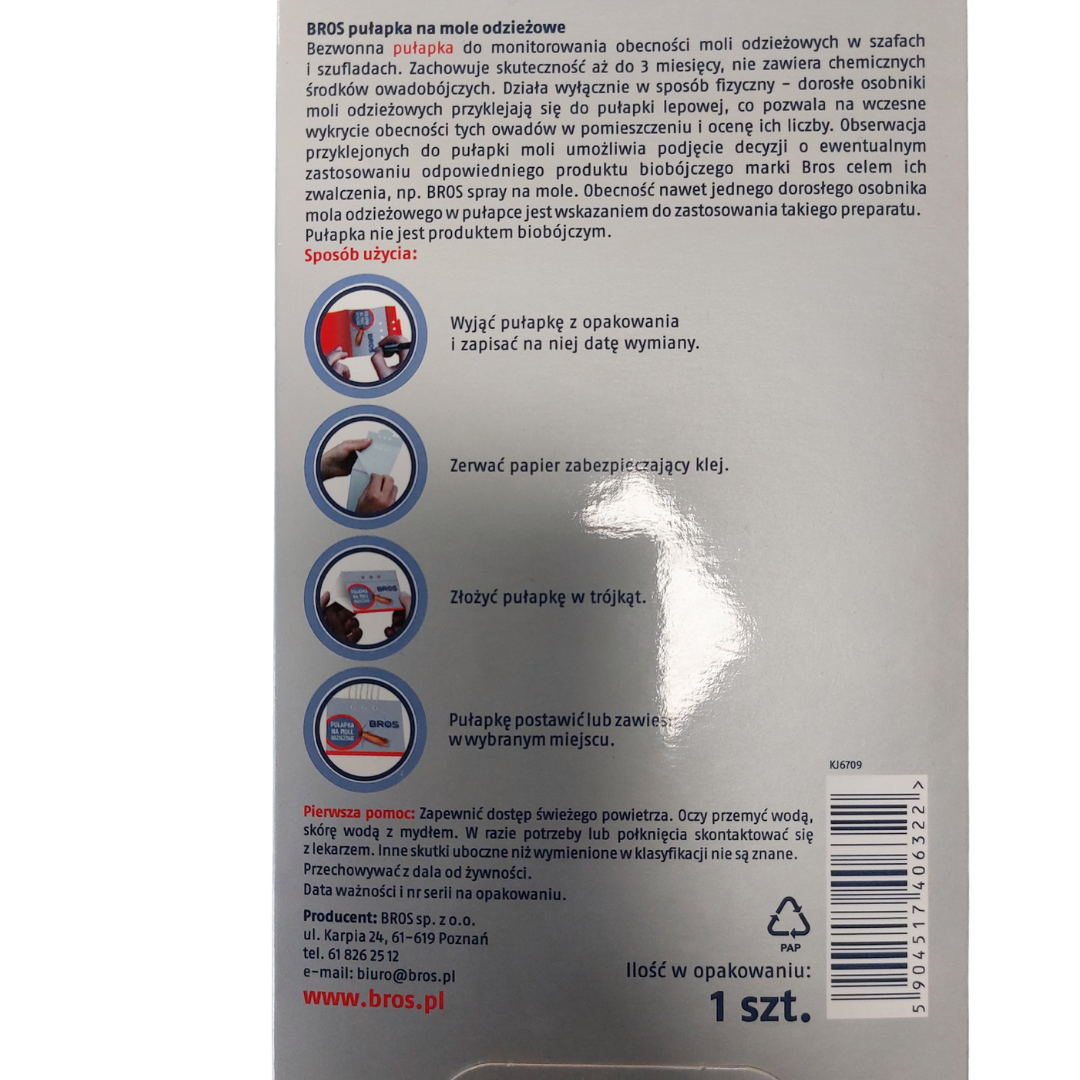 BROS pułapka na mole odzieżowe
Bezwonna pułapka do monitorowania obecności moli odzieżowych w szafach
i szufladach. Zachowuje skuteczność aż do 3 miesięcy, nie zawiera chemicznych
środków owadobójczych. Działa wyłącznie w sposób fizyczny – dorosłe osobniki
moli odzieżowych przyklejają się do pułapki lepowej, co pozwala na wczesne
wykrycie obecności tych owadów w pomieszczeniu i ocenę ich liczby. Obserwacja
przyklejonych do pułapki moli umożliwia podjęcie decyzji o ewentualnym
zastosowaniu odpowiedniego produktu biobójczego marki Bros celem ich
zwalczenia, np. BROS spray na mole. Obecność nawet jednego dorosłego osobnika
mola odzieżowego w pułapce jest wskazaniem do zastosowania takiego preparatu.
Pułapka nie jest produktem biobójczym.
Sposób użycia:
Wyjąć pułapkę z opakowania
i zapisać na niej datę wymiany.
BROS
Zerwać papier zabezpieczający klej.
Złożyć pułapkę w trójkąt.
BROS
Pułapkę postawić lub zawies
w wybranym miejscu.
PUŁAPKA
NA MOLE
ODZIEŻOWE
BROS
KJ6709
Pierwsza pomoc: Zapewnić dostęp świeżego powietrza. Oczy przemyć wodą,
skórę wodą z mydłem. W razie potrzeby lub połknięcia skontaktować się
z lekarzem. Inne skutki uboczne niż wymienione w klasyfikacji nie są znane.
Przechowywać z dala od żywności.
Data ważności i nr serii na opakowaniu.
Producent: BROS sp. z o.o.
ul. Karpia 24, 61-619 Poznań
tel. 61 826 25 12
e-mail: biuro@bros.pl
www.bros.pl
PAP
Ilość w opakowaniu:
1 szt.
5 904517 406322 >